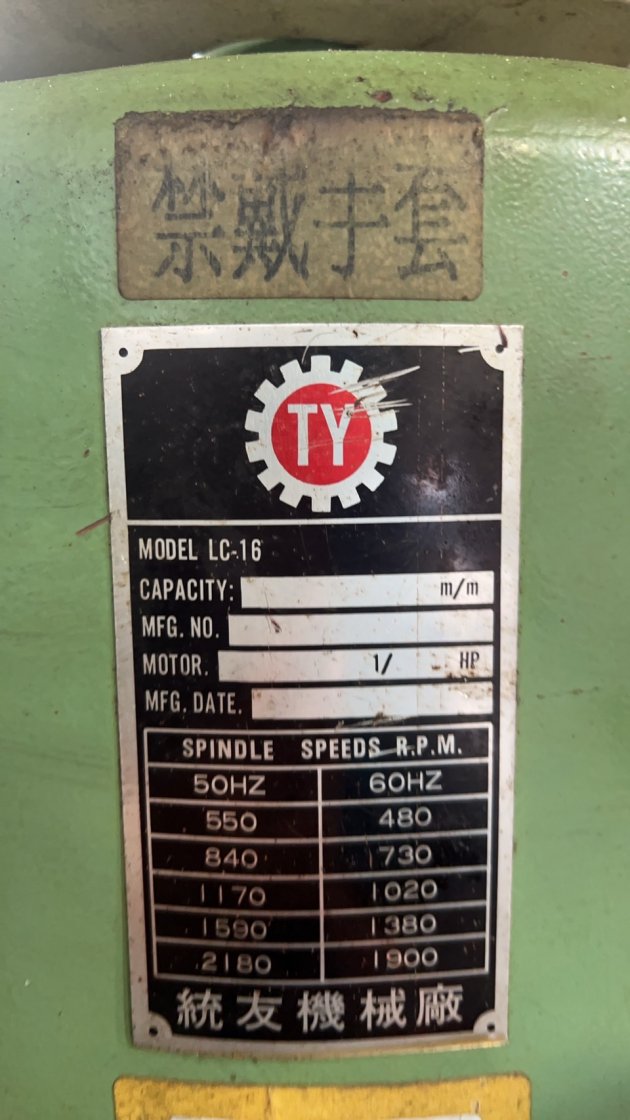 禁戴手套
TY
MODEL LC-16
CAPACITY: m/m
MFG. NO.
MOTOR. 1/ HP
MFG. DATE.
SPINDLE SPEEDS R.P.M.
50HZ 60HZ
550 480
840 730
1170 1020
1590 1380
2180 1900
統友機械廠